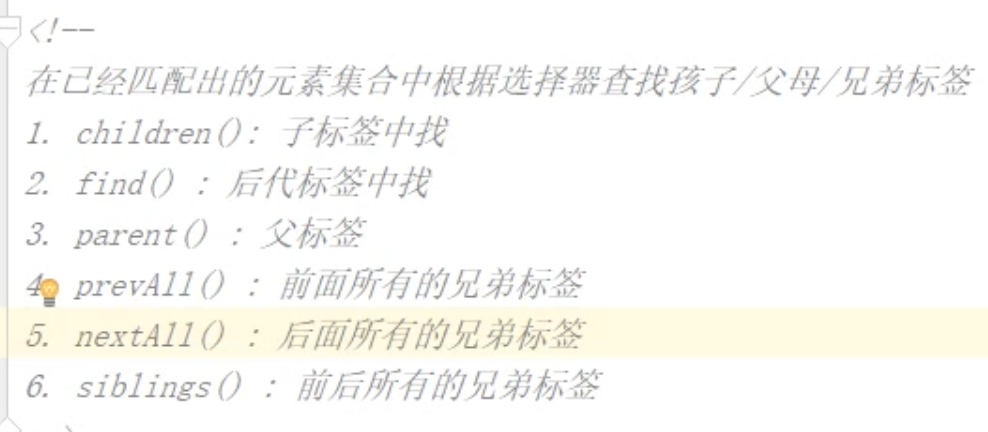 <!--
在已经匹配出的元素集合中根据选择器查找孩子/父母/兄弟标签
1. children(): 子标签中找
2. find() : 后代标签中找
3. parent() : 父标签
4. prevAll() : 前面所有的兄弟标签
5. nextAll() : 后面所有的兄弟标签
6. siblings() : 前后所有的兄弟标签